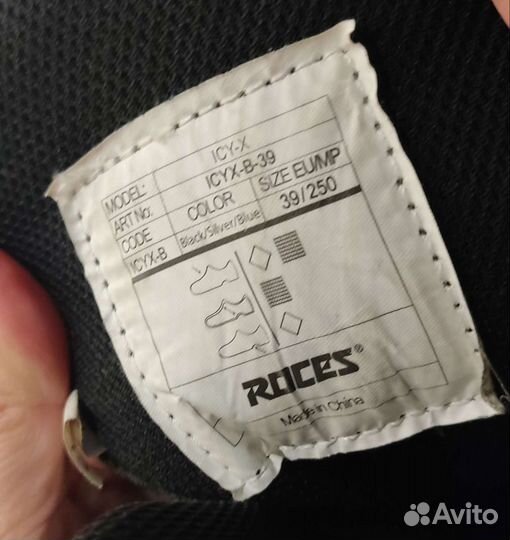 MODEL: ICY-X
ART No: ICYX-B-39
CODE COLOR SIZE EU/MP
ICYX-B Black/Silver/Blue 39/250
ROCES®
Made in China
Avito